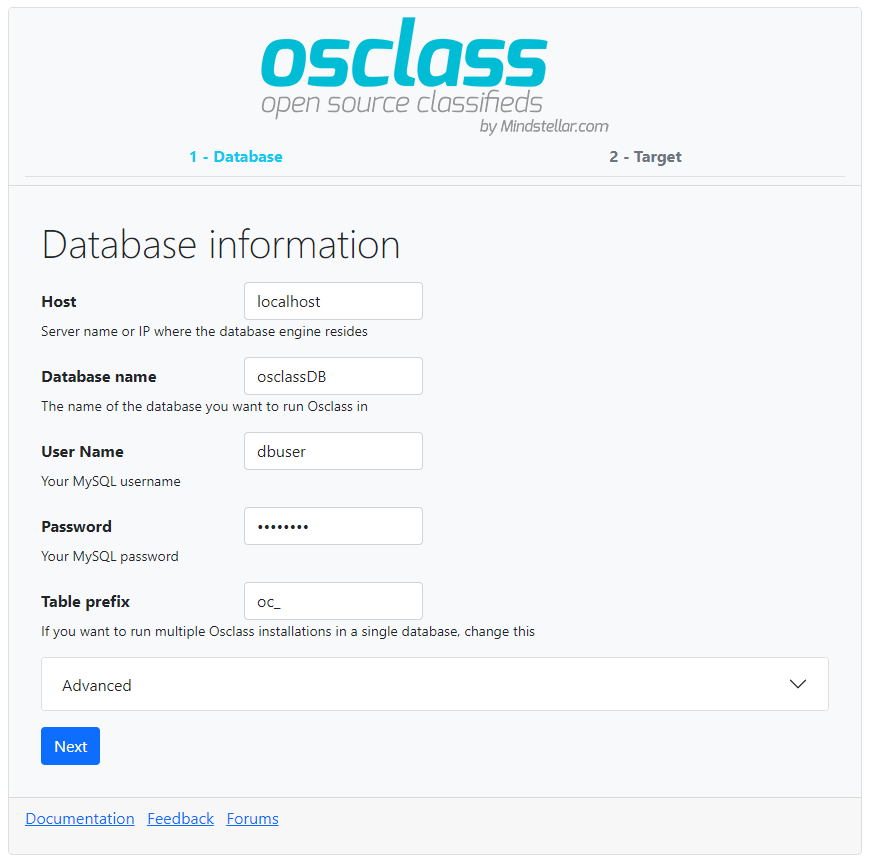 osclass
open source classifieds
by Mindstellar.com
1 - Database 2 - Target
Database information
Host localhost
Server name or IP where the database engine resides
Database name osclassDB
The name of the database you want to run Osclass in
User Name dbuser
Your MySQL username
Password ••••••••
Your MySQL password
Table prefix oc_
If you want to run multiple Osclass installations in a single database, change this
Advanced
Next
Documentation Feedback Forums